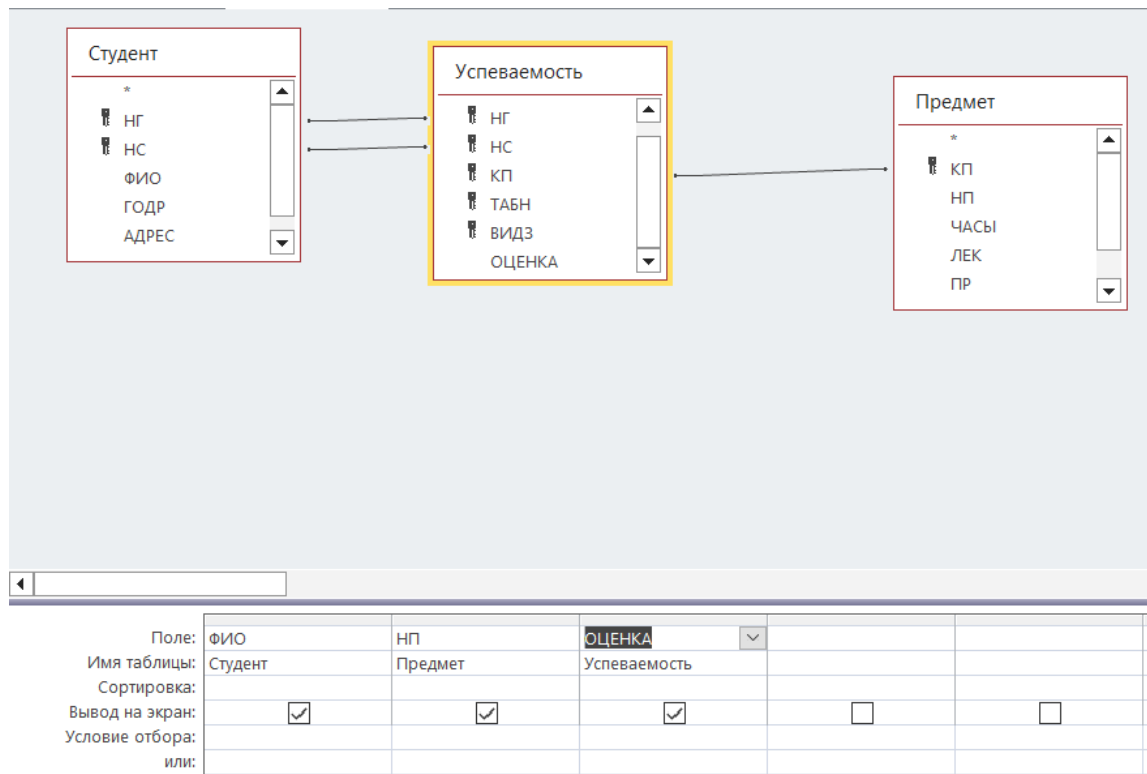 Студент
*
НГ
НС
ФИО
ГОДР
АДРЕС
Успеваемость
НГ
НС
КП
ТАБН
ВИДЗ
ОЦЕНКА
Предмет
*
КП
НП
ЧАСЫ
ЛЕК
ПР
Поле: ФИО НП ОЦЕНКА
Имя таблицы: Студент Предмет Успеваемость
Сортировка:
Вывод на экран:
Условие отбора:
или: